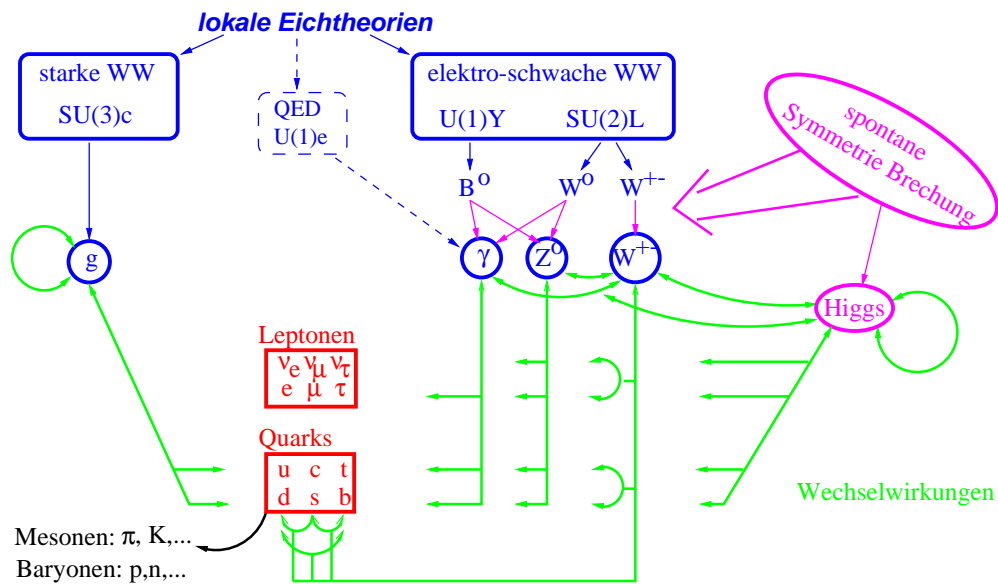 lokale Eichtheorien
starke WW
SU(3)c
QED
U(1)e
elektro-schwache WW
U(1)Y SU(2)L
spontane
Symmetrie Brechung
B⁰ W⁰ W⁺⁻
g γ Z⁰ W⁺⁻
Higgs
Leptonen
νe νμ ντ
e μ τ
Quarks
u c t
d s b
Wechselwirkungen
Mesonen: π, K,...
Baryonen: p,n,...